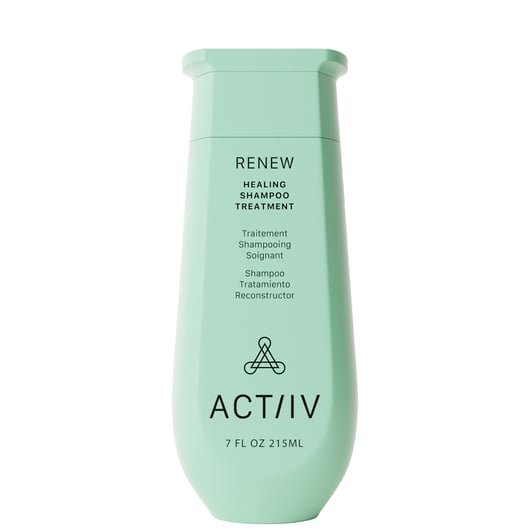 RENEW
HEALING
SHAMPOO
TREATMENT
Traitement
Shampooing
Soignant
Shampoo
Tratamiento
Reconstructor
ACT/IV
7 FL OZ 215ML